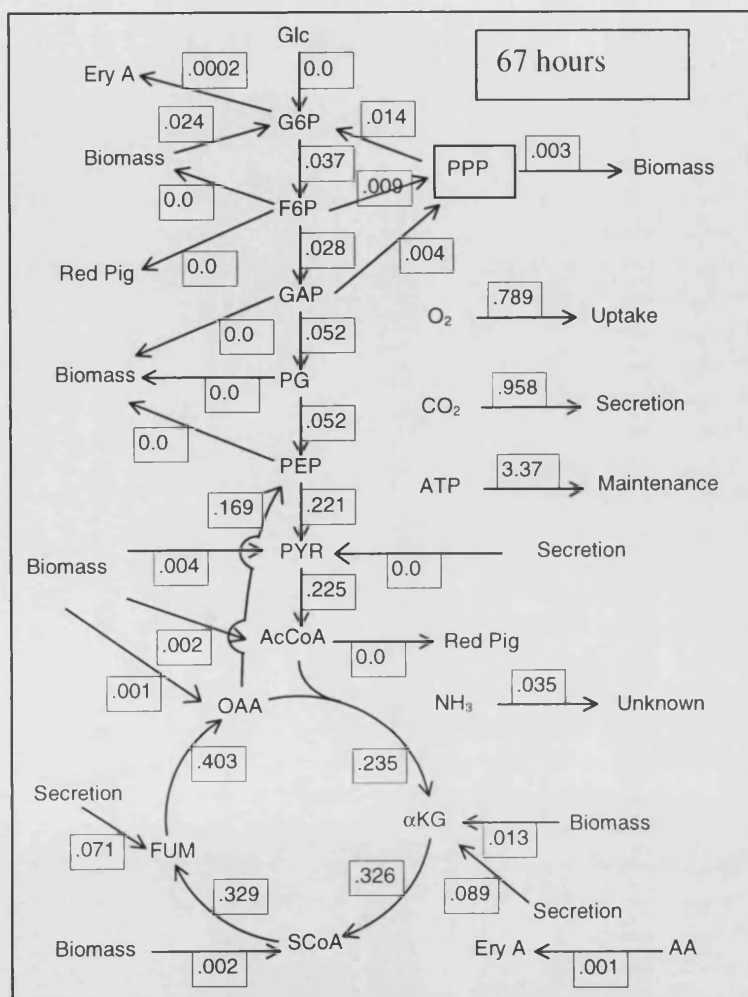 Glc
67 hours
Ery A
.0002
0.0
G6P
.024
.014
Biomass
.037
PPP
.003
Biomass
.009
0.0
F6P
Red Pig
0.0
.028
.004
GAP
O₂
.789
Uptake
0.0
.052
Biomass
PG
0.0
CO₂
.958
Secretion
.052
0.0
PEP
ATP
3.37
Maintenance
.169
.221
PYR
Secretion
Biomass
.004
0.0
.225
.002
AcCoA
Red Pig
0.0
.001
OAA
NH₃
.035
Unknown
.403
.235
Secretion
αKG
Biomass
.071
FUM
.013
.326
.329
.089
Secretion
Biomass
SCoA
Ery A
AA
.002
.001